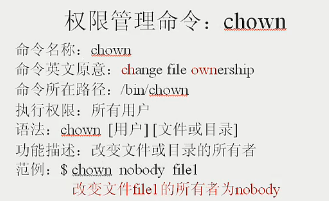 权限管理命令：chown
命令名称：chown
命令英文原意：change file ownership
命令所在路径：/bin/chown
执行权限：所有用户
语法：chown [用户] [文件或目录]
功能描述：改变文件或目录的所有者
范例：$ chown nobody file1
改变文件file1的所有者为nobody